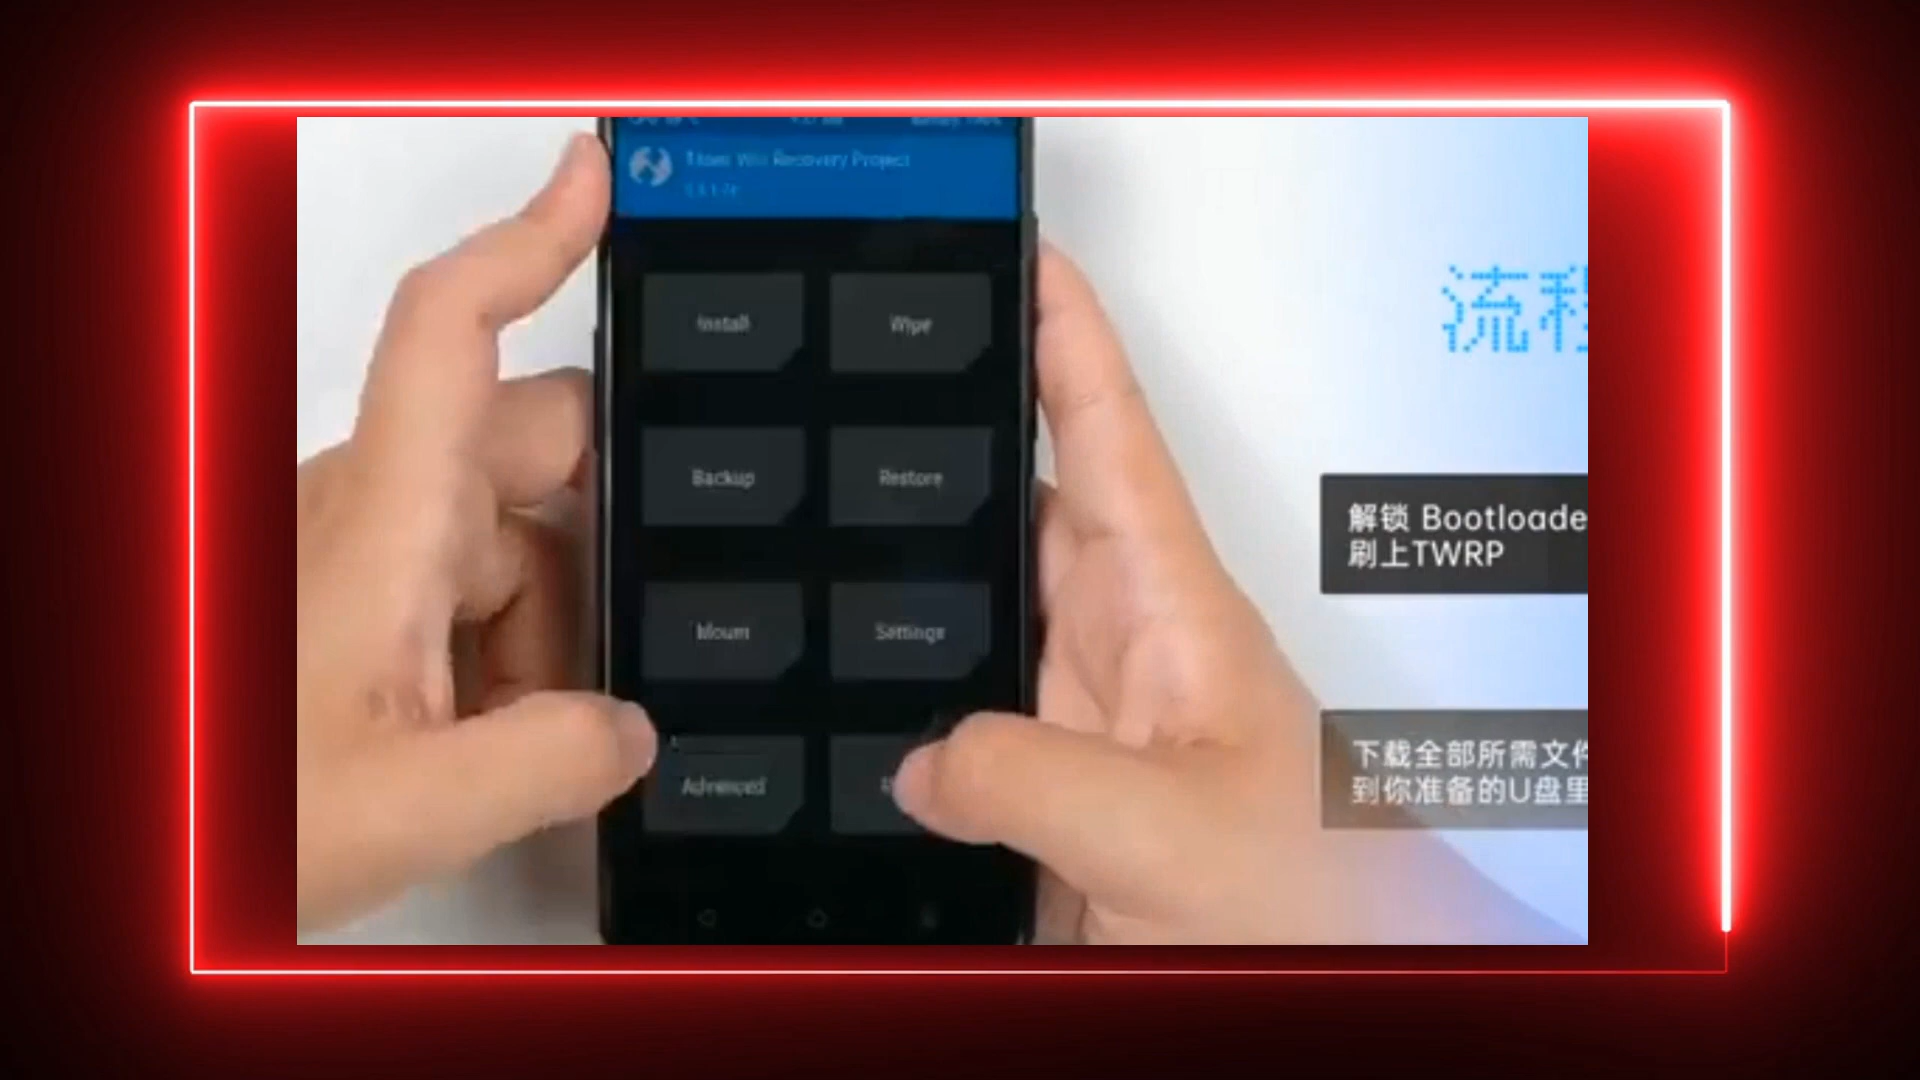 Team Win Recovery Project
Install
Wipe
Backup
Restore
Mount
Settings
Advanced
流程
解锁 Bootloade
刷上TWRP
下载全部所需文件
到你准备的U盘里